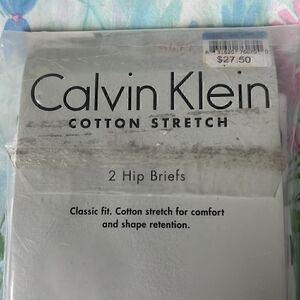 $27.50
Calvin Klein
COTTON STRETCH
2 Hip Briefs
Classic fit. Cotton stretch for comfort
and shape retention.